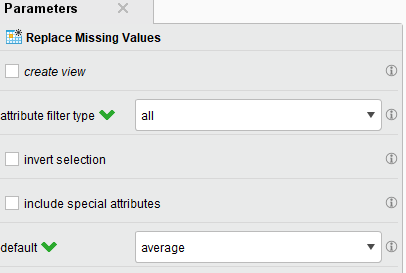 Parameters
Replace Missing Values
create view
attribute filter type all
invert selection
include special attributes
default average